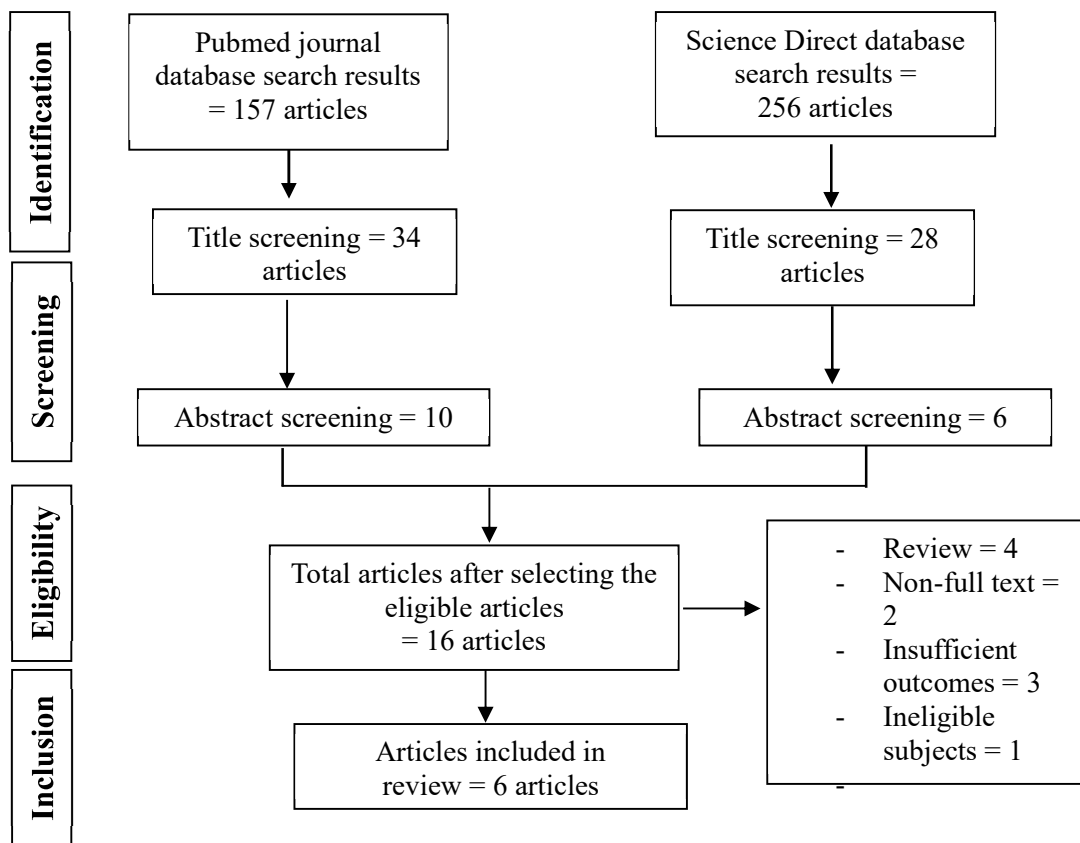 Identification
Pubmed journal
database search results
= 157 articles
Science Direct database
search results =
256 articles
Title screening = 34
articles
Title screening = 28
articles
Screening
Abstract screening = 10
Abstract screening = 6
Eligibility
Total articles after selecting the
eligible articles
= 16 articles
- Review = 4
- Non-full text =
2
- Insufficient
outcomes = 3
- Ineligible
subjects = 1
-
Inclusion
Articles included in
review = 6 articles